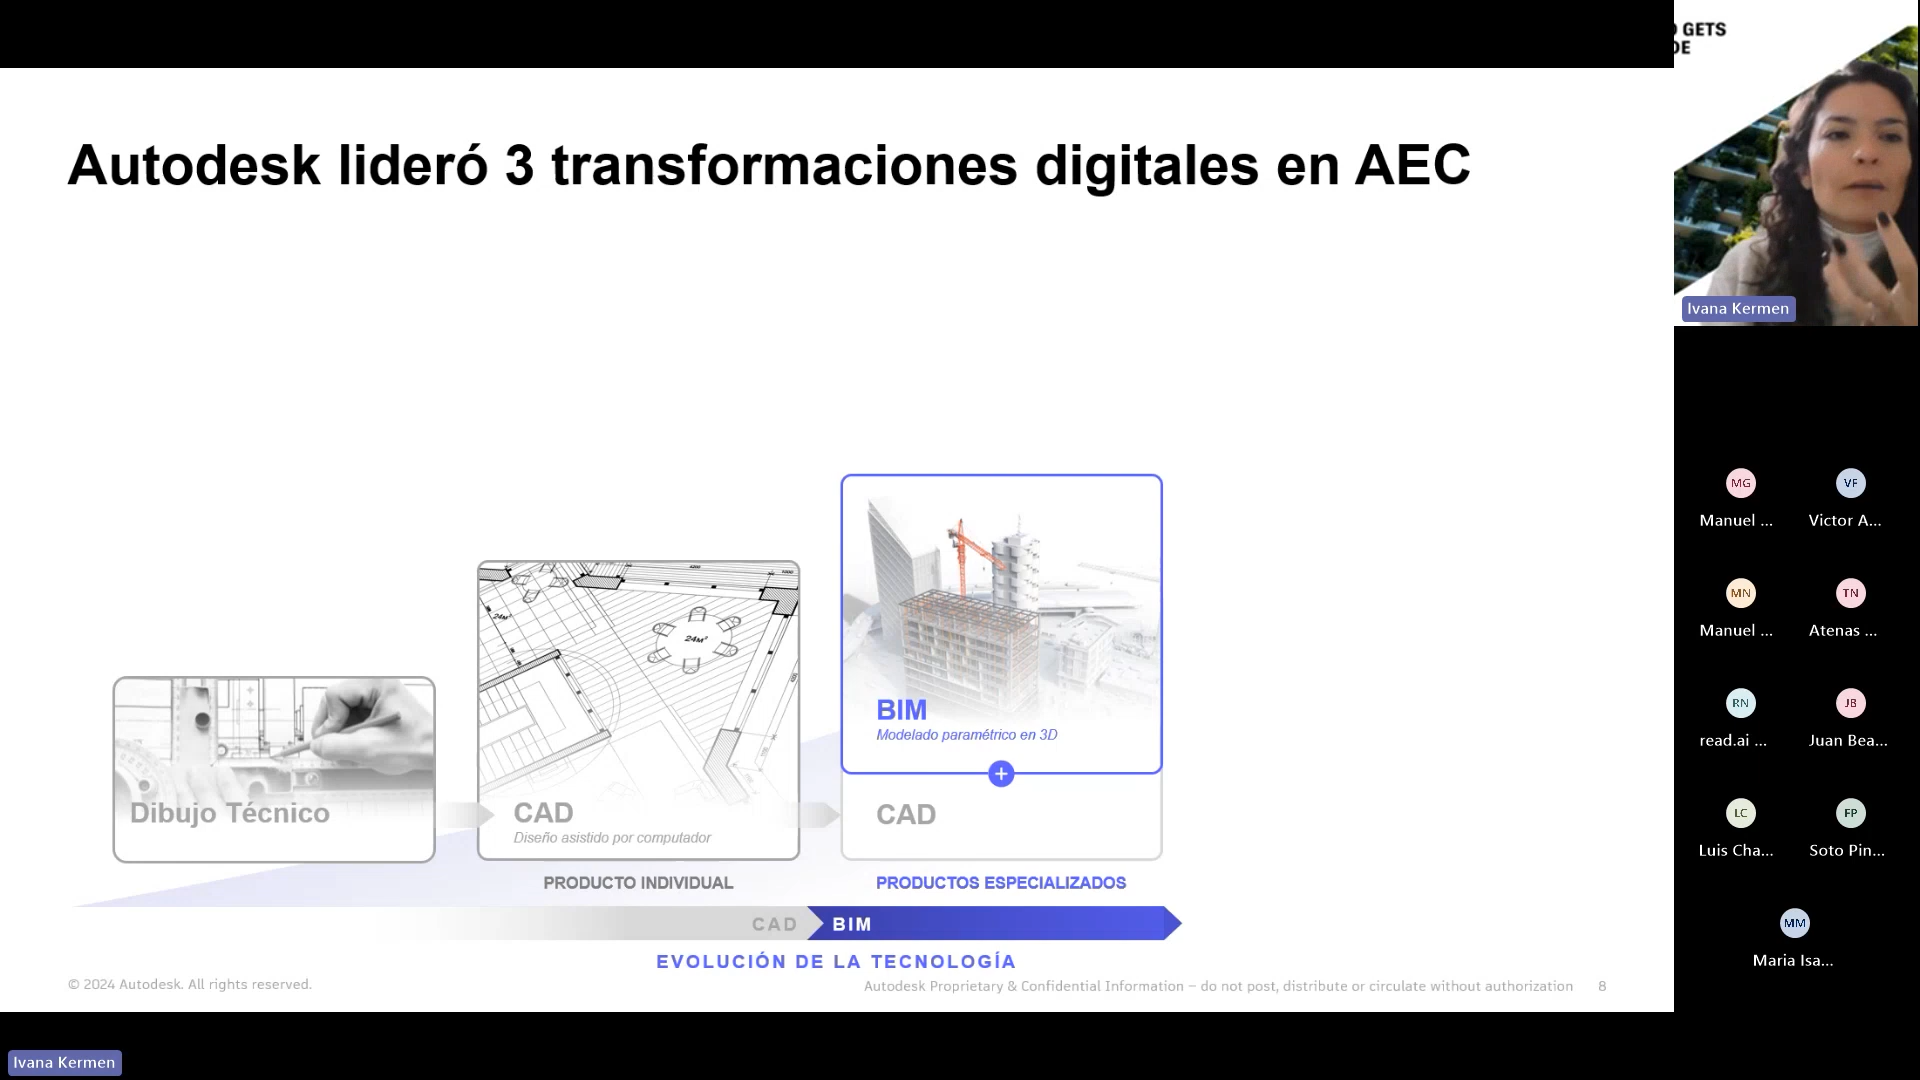 GETS
DE
Autodesk lideró 3 transformaciones digitales en AEC
Ivana Kermen
MG
VF
Manuel ...
Victor A...
MN
TN
Manuel ...
Atenas ...
RN
JB
read.ai ...
Juan Bea...
LC
FP
Luis Cha...
Soto Pin...
MM
Maria Isa...
24м²
24м²
BIM
Modelado paramétrico en 3D
+
Dibujo Técnico
CAD
Diseño asistido por computador
CAD
PRODUCTO INDIVIDUAL
PRODUCTOS ESPECIALIZADOS
CAD
BIM
EVOLUCIÓN DE LA TECNOLOGÍA
© 2024 Autodesk. All rights reserved.
Autodesk Proprietary & Confidential Information – do not post, distribute or circulate without authorization
8
Ivana Kermen